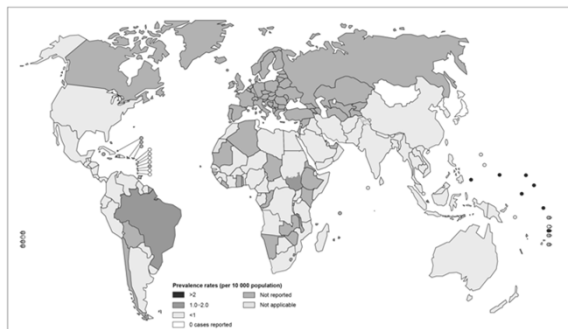 Prevalence rates (per 10 000 population)
>2
1.0–2.0
<1
0 cases reported
Not reported
Not applicable